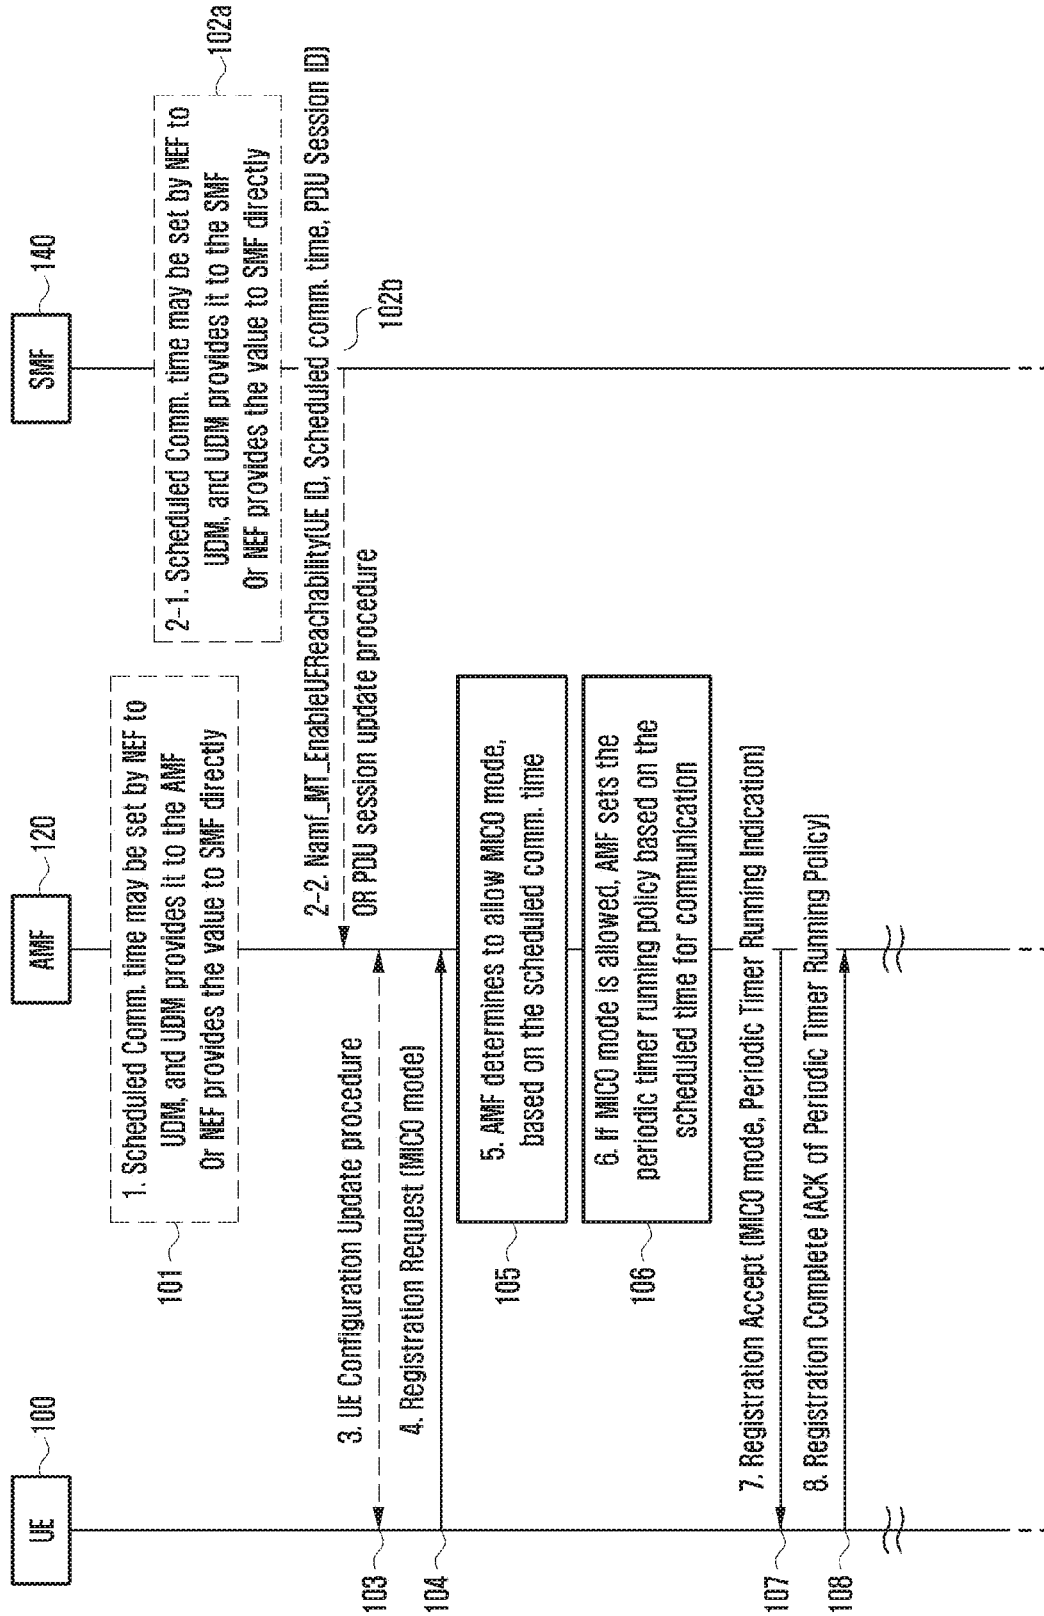 UE
100
AMF
120
SMF
140
1. Scheduled Comm. time may be set by NEF to
UDM, and UDM provides it to the AMF
Or NEF provides the value to SMF directly
101
2-1. Scheduled Comm. time may be set by NEF to
UDM, and UDM provides it to the SMF
Or NEF provides the value to SMF directly
102a
2-2. Namf_MT_EnableUEReachability(UE ID, Scheduled comm. time, PDU Session ID)
OR PDU session update procedure
102b
3. UE Configuration Update procedure
103
4. Registration Request (MICO mode)
104
5. AMF determines to allow MICO mode,
based on the scheduled comm. time
105
6. If MICO mode is allowed, AMF sets the
periodic timer running policy based on the
scheduled time for communication
106
7. Registration Accept (MICO mode, Periodic Timer Running Indication)
107
8. Registration Complete (ACK of Periodic Timer Running Policy)
108